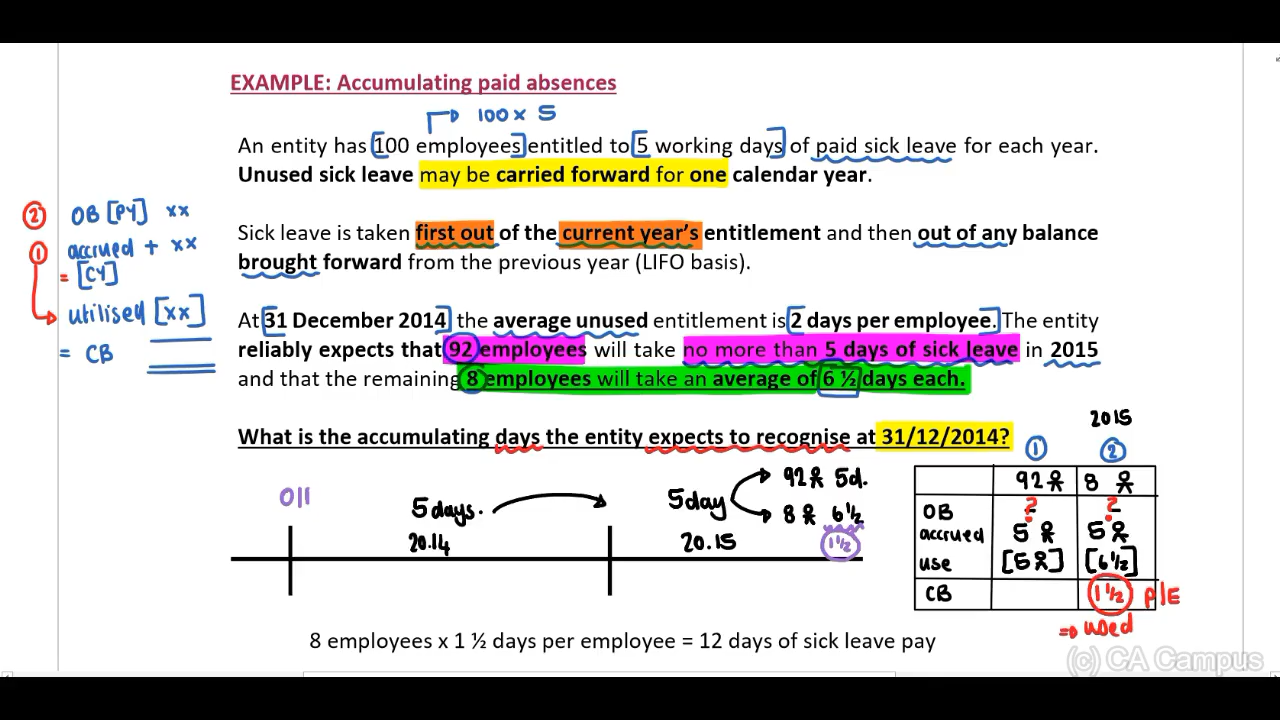 EXAMPLE: Accumulating paid absences
100 x 5
An entity has [100 employees] entitled to [5 working days] of paid sick leave for each year.
Unused sick leave may be carried forward for one calendar year.
② OB [PY] xx
① accrued + xx
= [CY]
utilised [xx]
= CB
Sick leave is taken first out of the current year's entitlement and then out of any balance
brought forward from the previous year (LIFO basis).
At [31 December 2014] the average unused entitlement is [2 days per employee.] The entity
reliably expects that 92 employees will take no more than 5 days of sick leave in 2015
and that the remaining 8 employees will take an average of 6 ½ days each.
What is the accumulating days the entity expects to recognise at 31/12/2014?
0||
5 days.
20.14
5 day
92 5d.
8 6½
20.15
1½
2015
① ②
92 8
OB ? ?
accrued 5 5
use [5] [6½]
CB 1½ P/E
⇒ used
8 employees x 1 ½ days per employee = 12 days of sick leave pay
(c) CA Campus